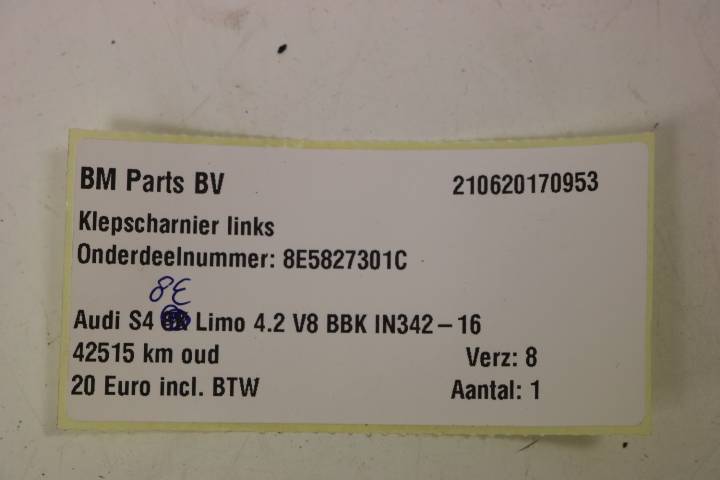 BM Parts BV 210620170953
Klepscharnier links
Onderdeelnummer: 8E5827301C
8E
Audi S4 Limo 4.2 V8 BBK IN342-16
42515 km oud Verz: 8
20 Euro incl. BTW Aantal: 1